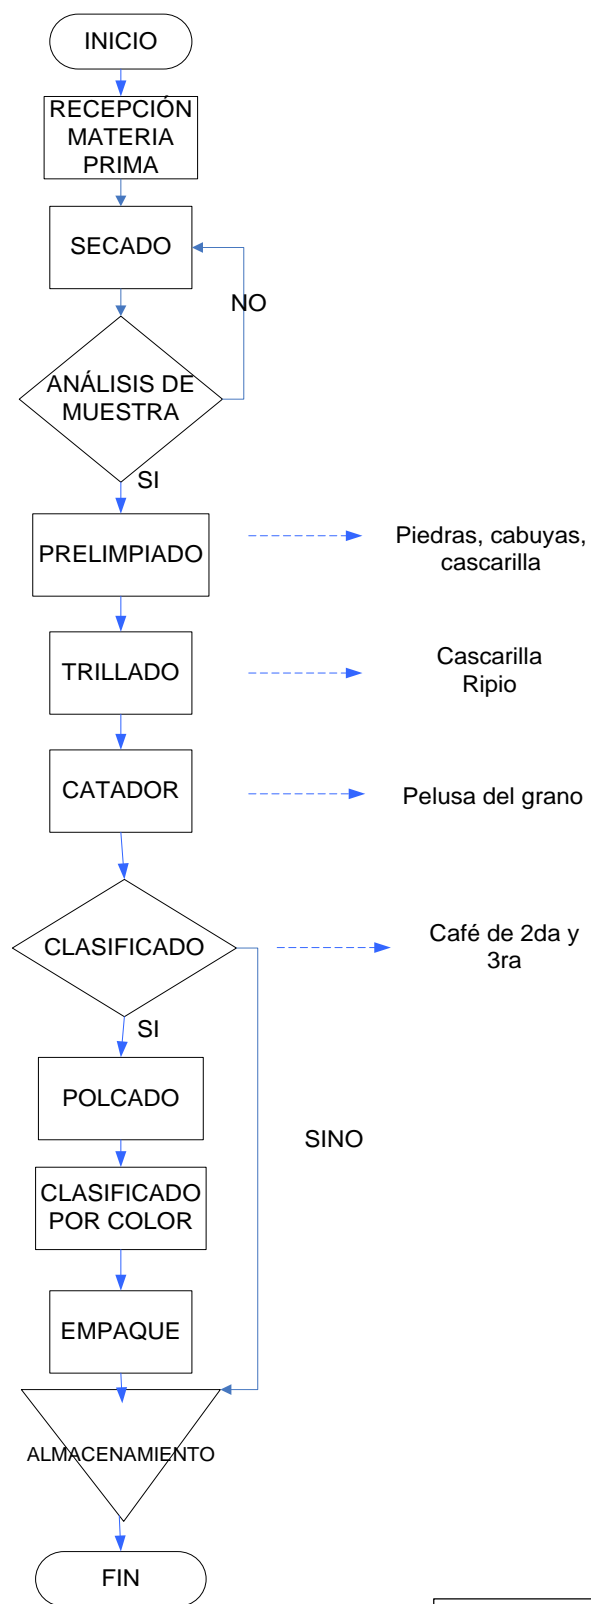 INICIO
RECEPCIÓN
MATERIA
PRIMA
SECADO
NO
ANÁLISIS DE
MUESTRA
SI
PRELIMPIADO
Piedras, cabuyas,
cascarilla
TRILLADO
Cascarilla
Ripio
CATADOR
Pelusa del grano
CLASIFICADO
Café de 2da y
3ra
SI
POLCADO
SINO
CLASIFICADO
POR COLOR
EMPAQUE
ALMACENAMIENTO
FIN